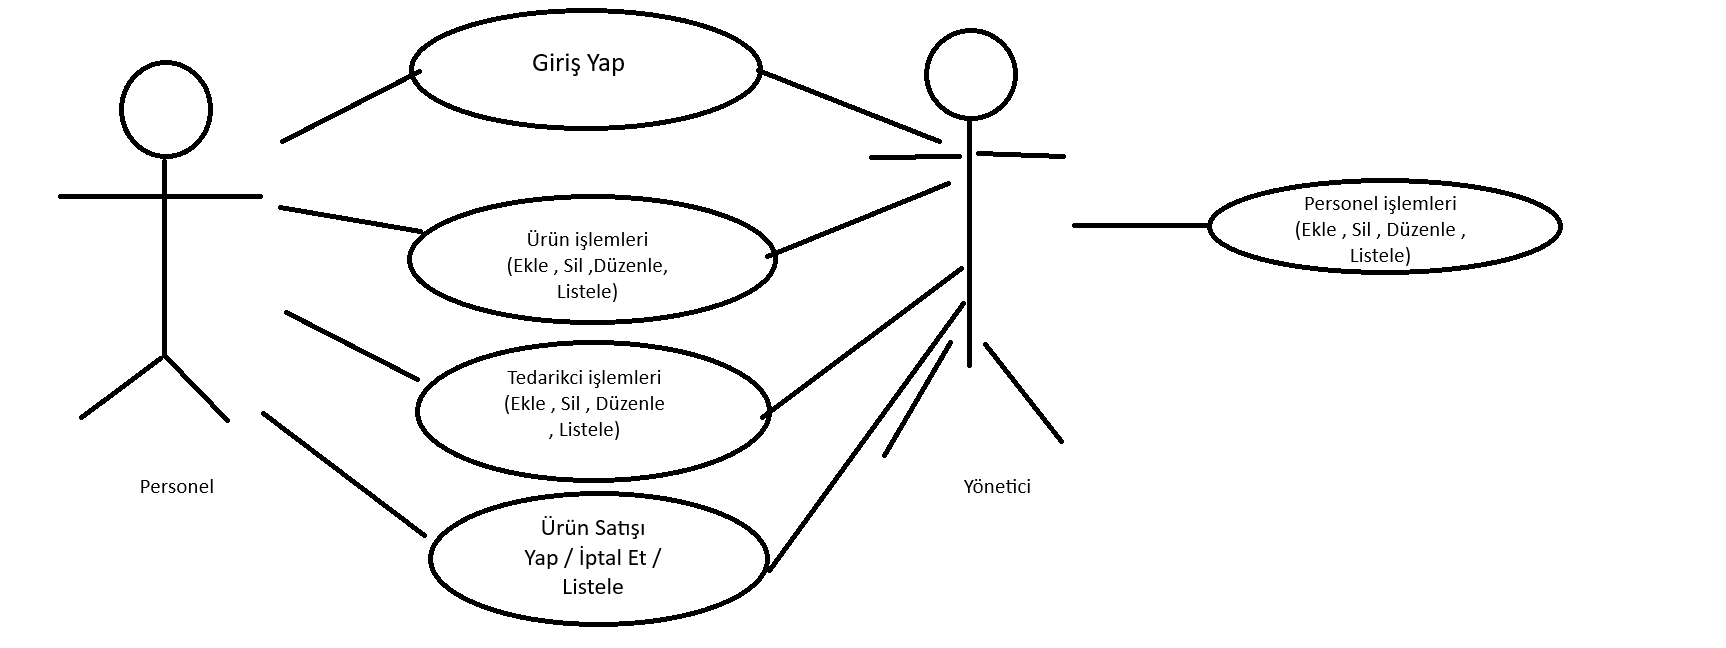 Giriş Yap
Ürün işlemleri
(Ekle , Sil ,Düzenle,
Listele)
Tedarikci işlemleri
(Ekle , Sil , Düzenle
, Listele)
Ürün Satışı
Yap / İptal Et /
Listele
Personel
Yönetici
Personel işlemleri
(Ekle , Sil , Düzenle ,
Listele)